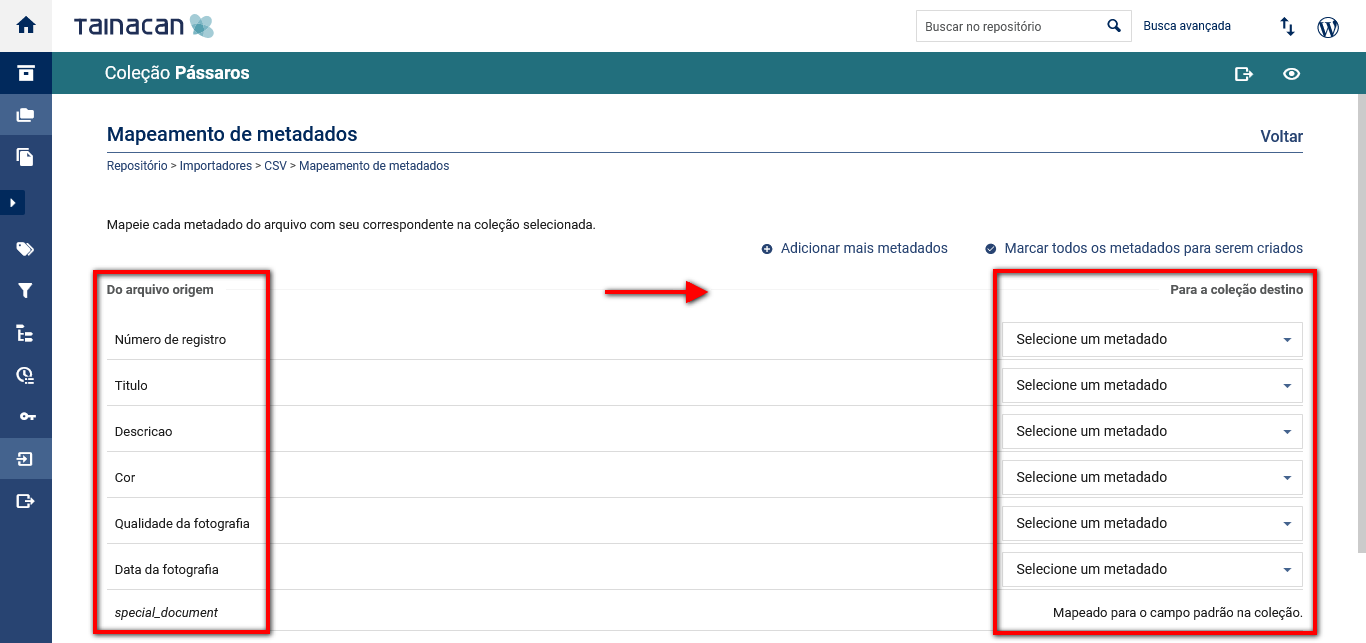 TAINACAN
Buscar no repositório
Busca avançada
Coleção Pássaros
Mapeamento de metadados
Voltar
Repositório > Importadores > CSV > Mapeamento de metadados
Mapeie cada metadado do arquivo com seu correspondente na coleção selecionada.
Adicionar mais metadados
Marcar todos os metadados para serem criados
Do arquivo origem
Para a coleção destino
Número de registro
Selecione um metadado
Titulo
Selecione um metadado
Descricao
Selecione um metadado
Cor
Selecione um metadado
Qualidade da fotografia
Selecione um metadado
Data da fotografia
Selecione um metadado
special_document
Mapeado para o campo padrão na coleção.